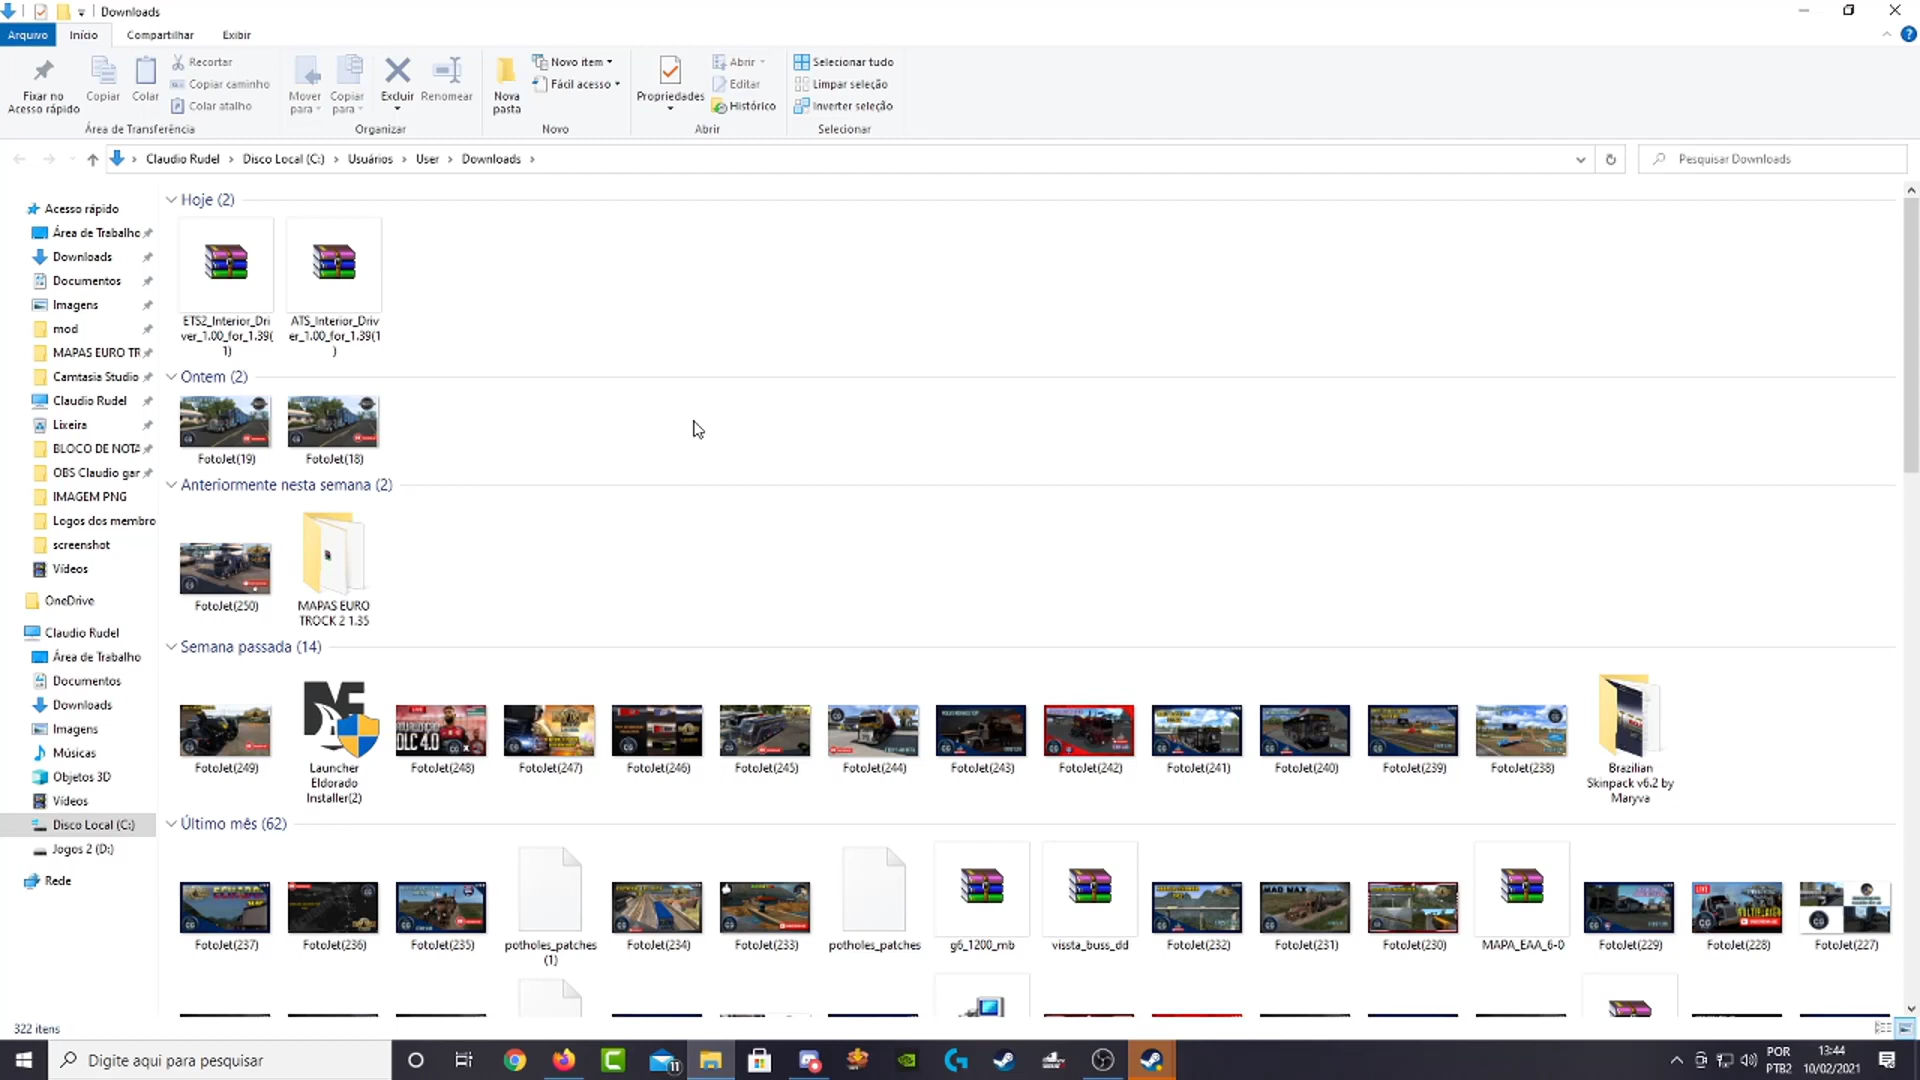 Downloads
Arquivo
Início
Compartilhar
Exibir
Fixar no
Acesso rápido
Copiar
Colar
Recortar
Copiar caminho
Colar atalho
Área de Transferência
Mover
para
Copiar
para
Excluir
Renomear
Organizar
Nova
pasta
Novo item
Fácil acesso
Novo
Propriedades
Abrir
Editar
Histórico
Abrir
Selecionar tudo
Limpar seleção
Inverter seleção
Selecionar
Claudio Rudel
Disco Local (C:)
Usuários
User
Downloads
Pesquisar Downloads
Acesso rápido
Área de Trabalho
Downloads
Documentos
Imagens
mod
MAPAS EURO TR
Camtasia Studio
Claudio Rudel
Lixeira
BLOCO DE NOTA
OBS Claudio gar
IMAGEM PNG
Logos dos membro
screenshot
Vídeos
OneDrive
Claudio Rudel
Área de Trabalho
Documentos
Downloads
Imagens
Músicas
Objetos 3D
Vídeos
Disco Local (C:)
Jogos 2 (D:)
Rede
Hoje (2)
ETS2_Interior_Dri
ver_1.00_for_1.39(
1)
ATS_Interior_Driv
er_1.00_for_1.39(1
)
Ontem (2)
FotoJet(19)
FotoJet(18)
Anteriormente nesta semana (2)
FotoJet(250)
MAPAS EURO
TROCK 2 1.35
Semana passada (14)
FotoJet(249)
Launcher
Eldorado
Installer(2)
FotoJet(248)
FotoJet(247)
FotoJet(246)
FotoJet(245)
FotoJet(244)
FotoJet(243)
FotoJet(242)
FotoJet(241)
FotoJet(240)
FotoJet(239)
FotoJet(238)
Brazilian
Skinpack v6.2 by
Maryva
Último mês (62)
FotoJet(237)
FotoJet(236)
FotoJet(235)
potholes_patches
(1)
FotoJet(234)
FotoJet(233)
potholes_patches
g6_1200_mb
vissta_buss_dd
FotoJet(232)
FotoJet(231)
FotoJet(230)
MAPA_EAA_6-0
FotoJet(229)
FotoJet(228)
FotoJet(227)
322 itens
Digite aqui para pesquisar
11
POR
PTB2
13:44
10/02/2021